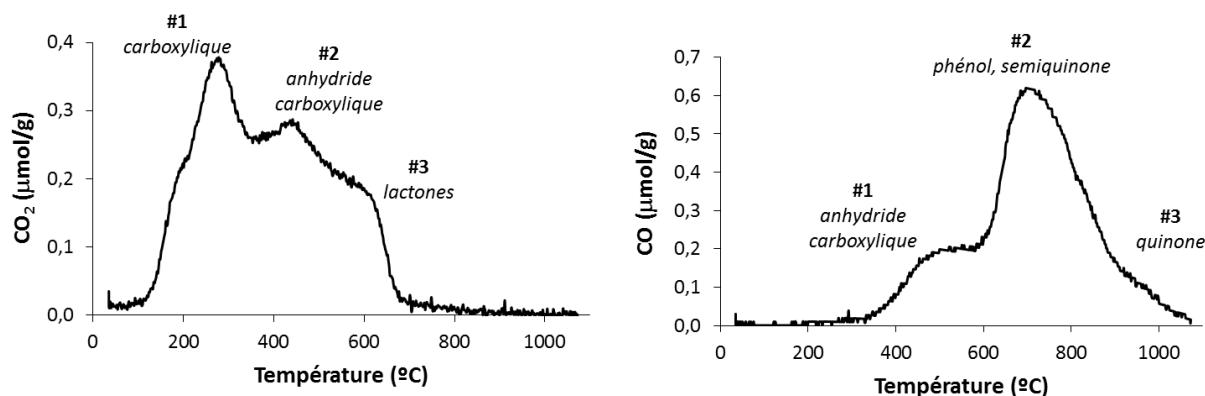 #1
carboxylique
#2
anhydride
carboxylique
#3
lactones
0,4
0,3
0,2
0,1
0,0
CO₂ (µmol/g)
0
200
400
600
800
1000
Température (ºC)
#2
phénol, semiquinone
#1
anhydride
carboxylique
#3
quinone
0,7
0,6
0,5
0,4
0,3
0,2
0,1
0,0
CO (µmol/g)
0
200
400
600
800
1000
Température (ºC)